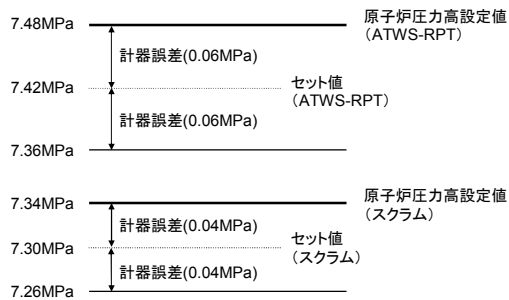 7.48MPa
原子炉圧力高設定値
(ATWS-RPT)
計器誤差(0.06MPa)
7.42MPa
セット値
(ATWS-RPT)
計器誤差(0.06MPa)
7.36MPa
7.34MPa
原子炉圧力高設定値
(スクラム)
計器誤差(0.04MPa)
7.30MPa
セット値
(スクラム)
計器誤差(0.04MPa)
7.26MPa